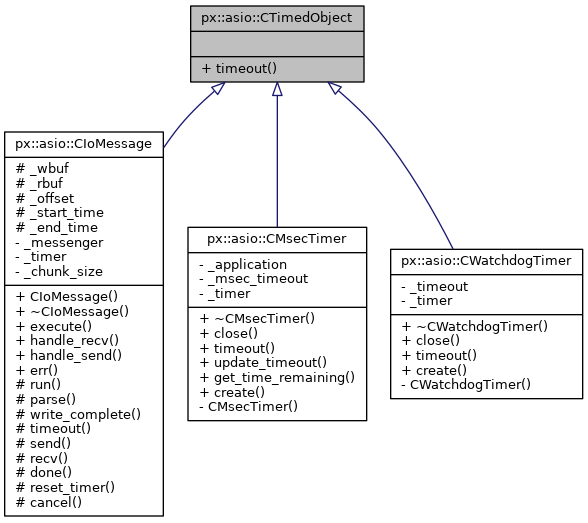 px::asio::CTimedObject
+ timeout()
px::asio::CIoMessage
# _wbuf
# _rbuf
# _offset
# _start_time
# _end_time
- _messenger
- _timer
- _chunk_size
+ CIoMessage()
+ ~CIoMessage()
+ execute()
+ handle_recv()
+ handle_send()
+ err()
# run()
# parse()
# write_complete()
# timeout()
# send()
# recv()
# done()
# reset_timer()
# cancel()
px::asio::CMsecTimer
- _application
- _msec_timeout
- _timer
+ ~CMsecTimer()
+ close()
+ timeout()
+ update_timeout()
+ get_time_remaining()
+ create()
- CMsecTimer()
px::asio::CWatchdogTimer
- _timeout
- _timer
+ ~CWatchdogTimer()
+ close()
+ timeout()
+ create()
- CWatchdogTimer()